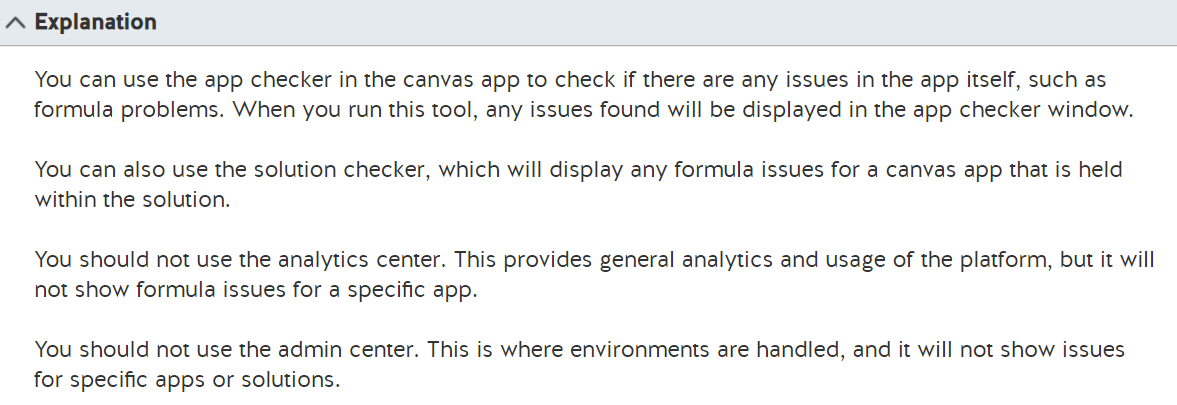 Explanation
You can use the app checker in the canvas app to check if there are any issues in the app itself, such as
formula problems. When you run this tool, any issues found will be displayed in the app checker window.
You can also use the solution checker, which will display any formula issues for a canvas app that is held
within the solution.
You should not use the analytics center. This provides general analytics and usage of the platform, but it will
not show formula issues for a specific app.
You should not use the admin center. This is where environments are handled, and it will not show issues
for specific apps or solutions.